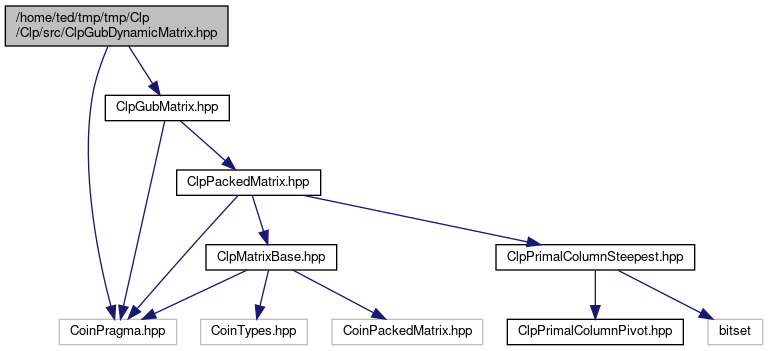 /home/ted/tmp/tmp/Clp
/Clp/src/ClpGubDynamicMatrix.hpp
ClpGubMatrix.hpp
ClpPackedMatrix.hpp
ClpMatrixBase.hpp
ClpPrimalColumnSteepest.hpp
CoinPragma.hpp
CoinTypes.hpp
CoinPackedMatrix.hpp
ClpPrimalColumnPivot.hpp
bitset